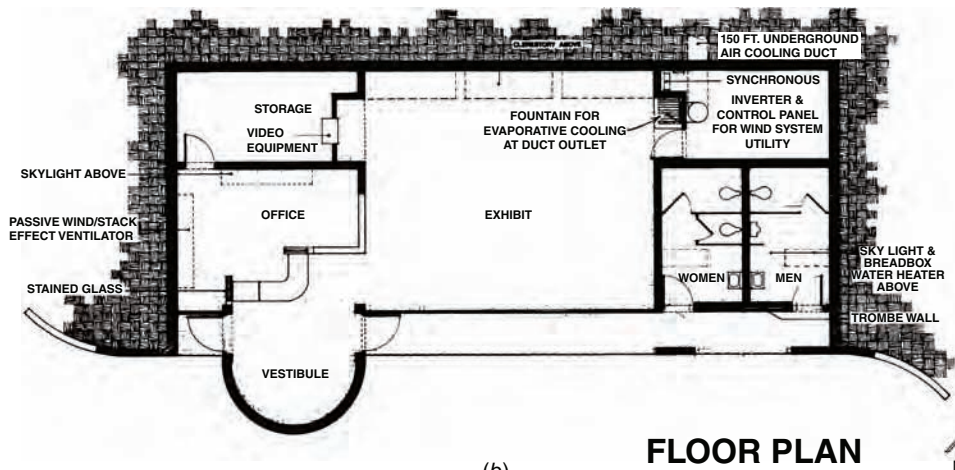 CLERESTORY ABOVE
150 FT. UNDERGROUND
AIR COOLING DUCT
SYNCHRONOUS
INVERTER &
CONTROL PANEL
FOR WIND SYSTEM
UTILITY
STORAGE
VIDEO
EQUIPMENT
FOUNTAIN FOR
EVAPORATIVE COOLING
AT DUCT OUTLET
SKYLIGHT ABOVE
OFFICE
EXHIBIT
PASSIVE WIND/STACK
EFFECT VENTILATOR
SKY LIGHT &
BREADBOX
WATER HEATER
ABOVE
WOMEN
MEN
STAINED GLASS
TROMBE WALL
VESTIBULE
FLOOR PLAN
(b)